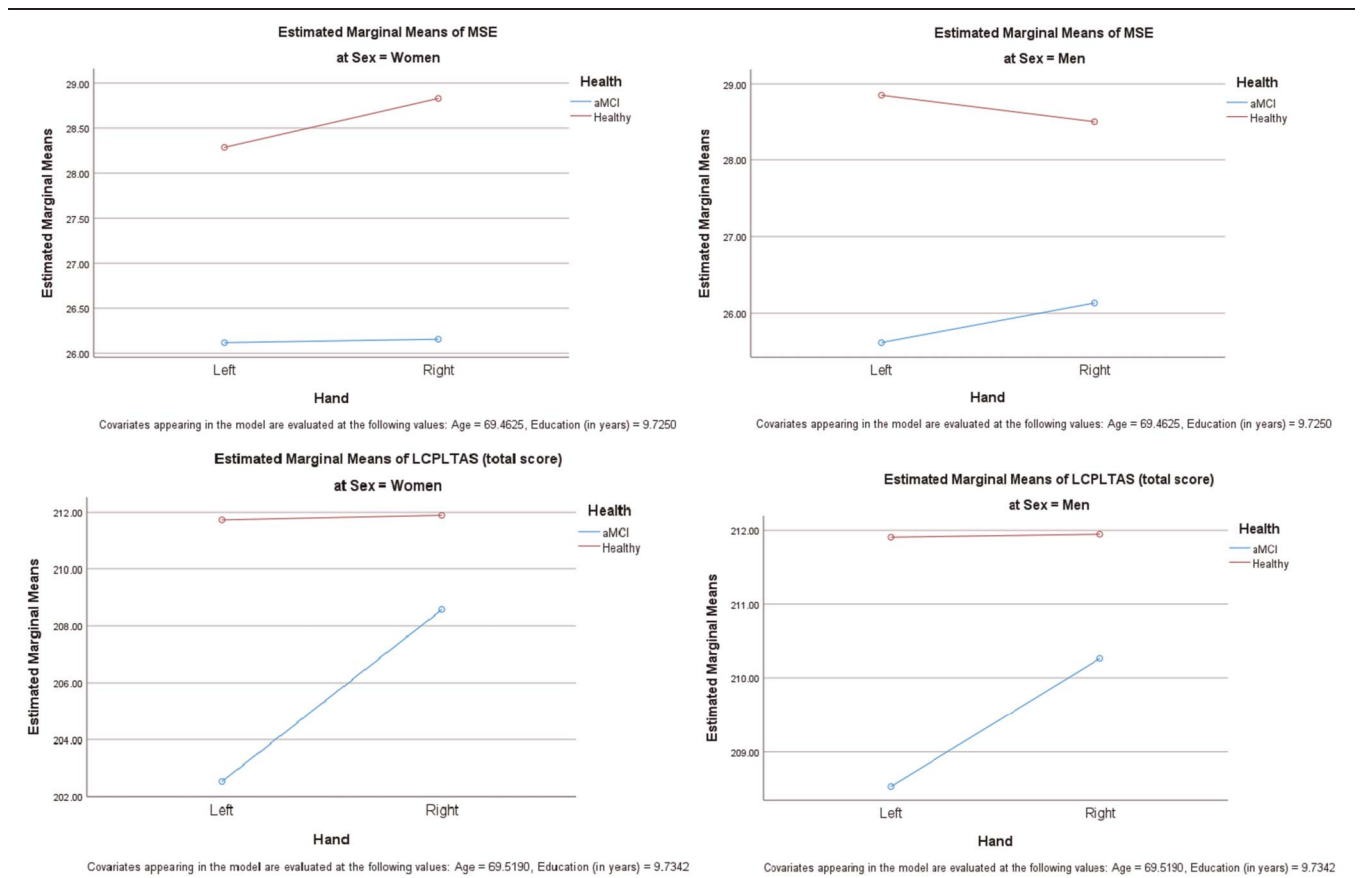 Estimated Marginal Means of MSE
at Sex = Women
29.00
28.50
28.00
27.50
27.00
26.50
26.00
Estimated Marginal Means
Left
Right
Hand
Health
aMCI
Healthy
Covariates appearing in the model are evaluated at the following values: Age = 69.4625, Education (in years) = 9.7250
Estimated Marginal Means of MSE
at Sex = Men
29.00
28.00
27.00
26.00
Estimated Marginal Means
Left
Right
Hand
Health
aMCI
Healthy
Covariates appearing in the model are evaluated at the following values: Age = 69.4625, Education (in years) = 9.7250
Estimated Marginal Means of LCPLTAS (total score)
at Sex = Women
212.00
210.00
208.00
206.00
204.00
202.00
Estimated Marginal Means
Left
Right
Hand
Health
aMCI
Healthy
Covariates appearing in the model are evaluated at the following values: Age = 69.5190, Education (in years) = 9.7342
Estimated Marginal Means of LCPLTAS (total score)
at Sex = Men
212.00
211.00
210.00
209.00
Estimated Marginal Means
Left
Right
Hand
Health
aMCI
Healthy
Covariates appearing in the model are evaluated at the following values: Age = 69.5190, Education (in years) = 9.7342